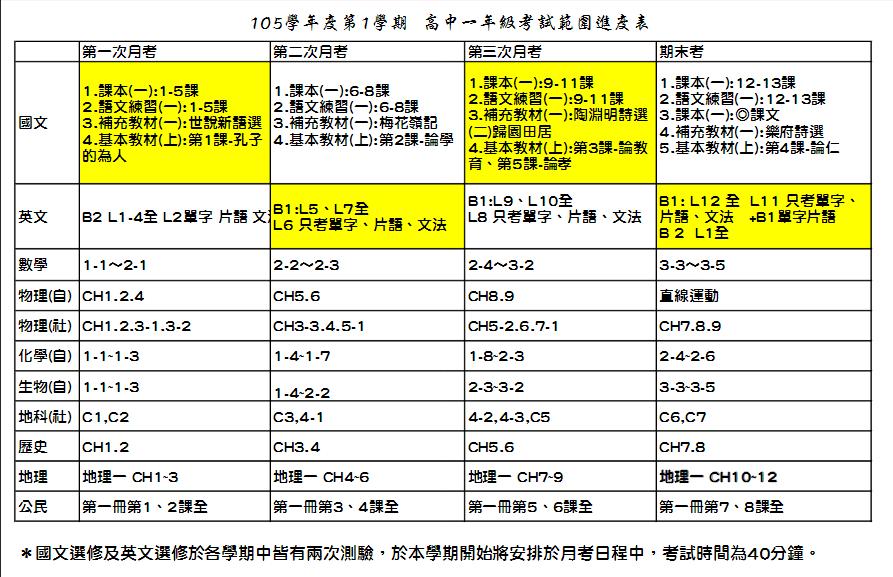 105學年度第1學期 高中一年級考試範圍進度表
第一次月考 第二次月考 第三次月考 期末考
國文
1.課本(一):1-5課
2.語文練習(一):1-5課
3.補充教材(一):世說新語選
4.基本教材(上):第1課-孔子
的為人
1.課本(一):6-8課
2.語文練習(一):6-8課
3.補充教材(一):梅花嶺記
4.基本教材(上):第2課-論學
1.課本(一):9-11課
2.語文練習(一):9-11課
3.補充教材(一):陶淵明詩選
(二)歸園田居
4.基本教材(上):第3課-論教
育、第5課-論孝
1.課本(一):12-13課
2.語文練習(一):12-13課
3.課本(一):◎課文
4.補充教材(一):樂府詩選
5.基本教材(上):第4課-論仁
英文
B2 L1-4全 L2單字 片語 文
B1:L5、L7全
L6 只考單字、片語、文法
B1:L9、L10全
L8 只考單字、片語、文法
B1: L12 全 L11 只考單字、
片語、文法 +B1單字片語
B 2 L1全
數學 1-1～2-1 2-2～2-3 2-4～3-2 3-3～3-5
物理(自) CH1.2.4 CH5.6 CH8.9 直線運動
物理(社) CH1.2.3-1.3-2 CH3-3.4.5-1 CH5-2.6.7-1 CH7.8.9
化學(自) 1-1~1-3 1-4~1-7 1-8~2-3 2-4~2-6
生物(自) 1-1~1-3 1-4~2-2 2-3~3-2 3-3~3-5
地科(社) C1,C2 C3,4-1 4-2,4-3,C5 C6,C7
歷史 CH1.2 CH3.4 CH5.6 CH7.8
地理 地理一 CH1~3 地理一 CH4~6 地理一 CH7~9 地理一 CH10~12
公民 第一冊第1、2課全 第一冊第3、4課全 第一冊第5、6課全 第一冊第7、8課全
＊國文選修及英文選修於各學期中皆有兩次測驗，於本學期開始將安排於月考日程中，考試時間為40分鐘。